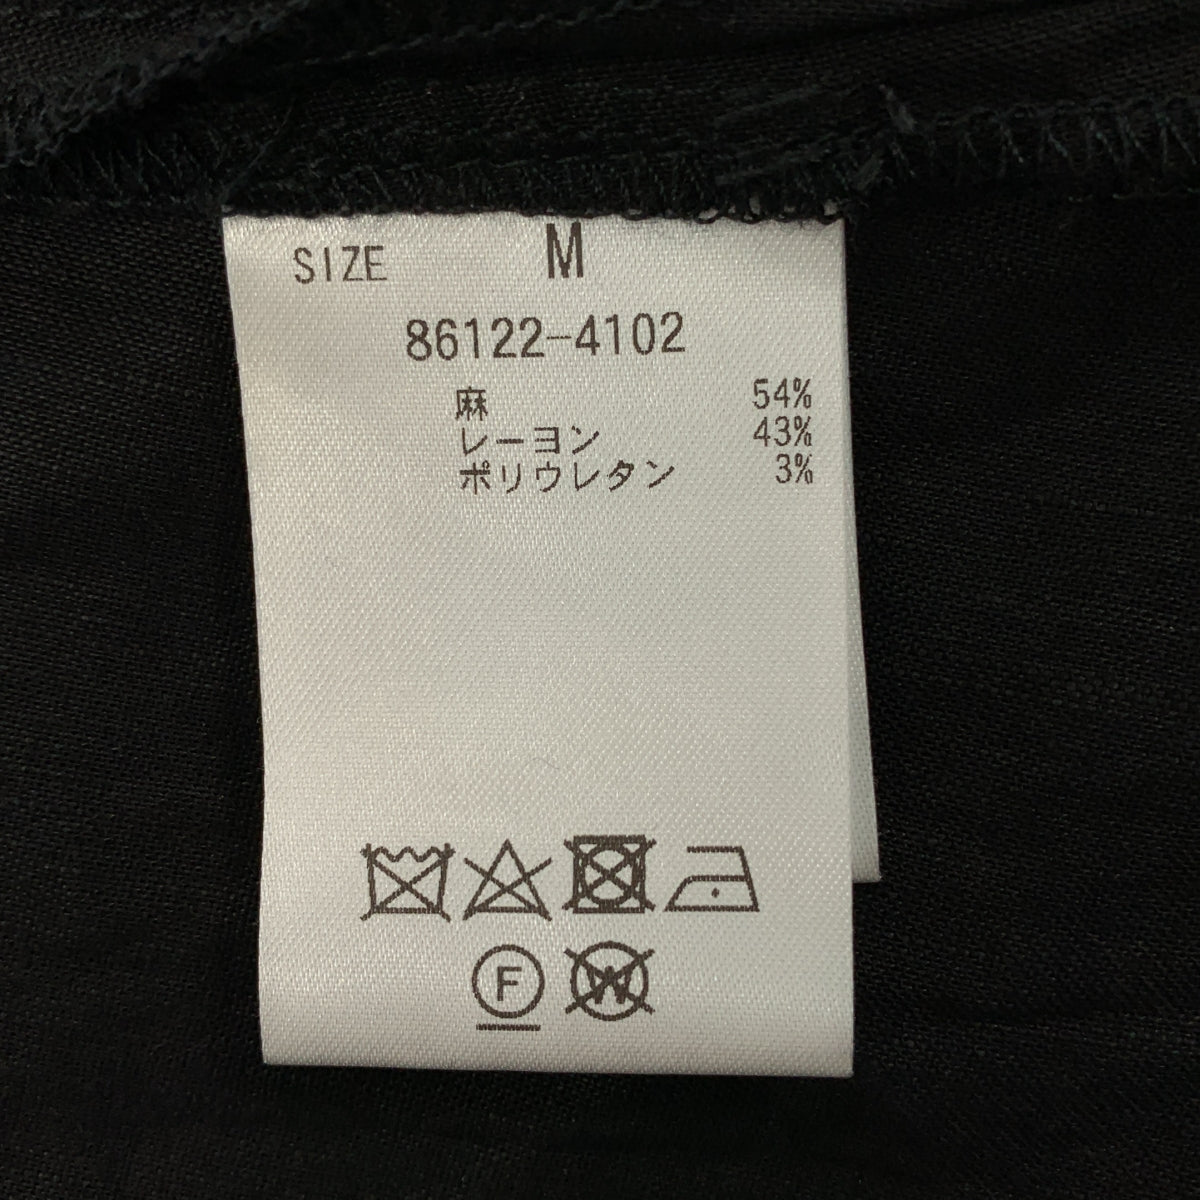 SIZE M
86122-4102
麻 54%
レーヨン 43%
ポリウレタン 3%
F W